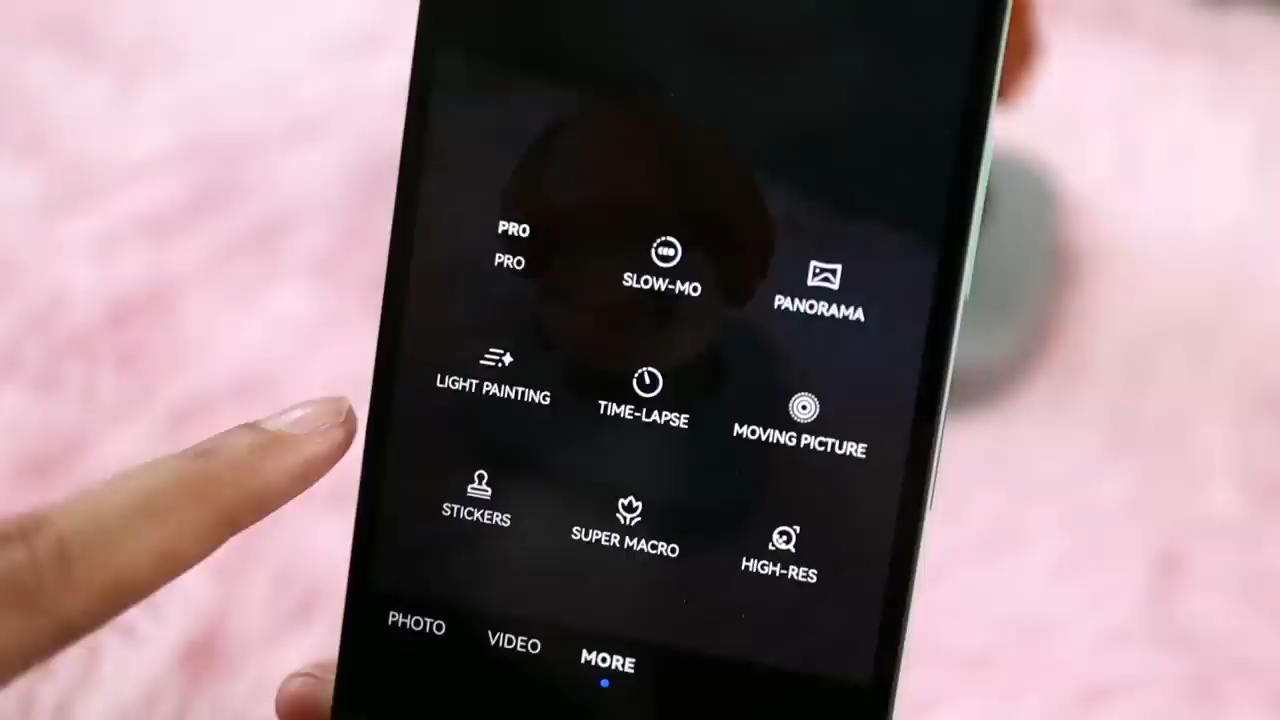 PRO
PRO
SLOW-MO
PANORAMA
LIGHT PAINTING
TIME-LAPSE
MOVING PICTURE
STICKERS
SUPER MACRO
HIGH-RES
PHOTO
VIDEO
MORE